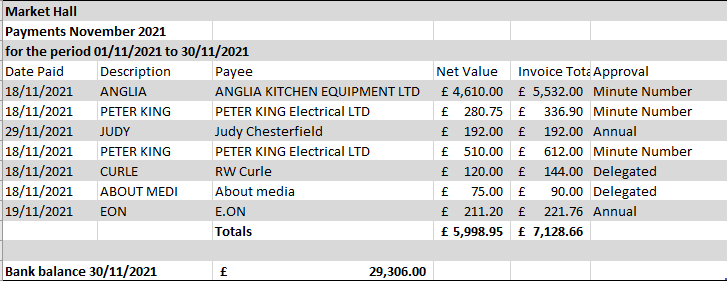 Market Hall
Payments November 2021
for the period 01/11/2021 to 30/11/2021
Date Paid Description Payee Net Value Invoice Tota Approval
18/11/2021 ANGLIA ANGLIA KITCHEN EQUIPMENT LTD £ 4,610.00 £ 5,532.00 Minute Number
18/11/2021 PETER KING PETER KING Electrical LTD £ 280.75 £ 336.90 Minute Number
29/11/2021 JUDY Judy Chesterfield £ 192.00 £ 192.00 Annual
18/11/2021 PETER KING PETER KING Electrical LTD £ 510.00 £ 612.00 Minute Number
18/11/2021 CURLE RW Curle £ 120.00 £ 144.00 Delegated
18/11/2021 ABOUT MEDI About media £ 75.00 £ 90.00 Delegated
19/11/2021 EON E.ON £ 211.20 £ 221.76 Annual
Totals £ 5,998.95 £ 7,128.66
Bank balance 30/11/2021 £ 29,306.00